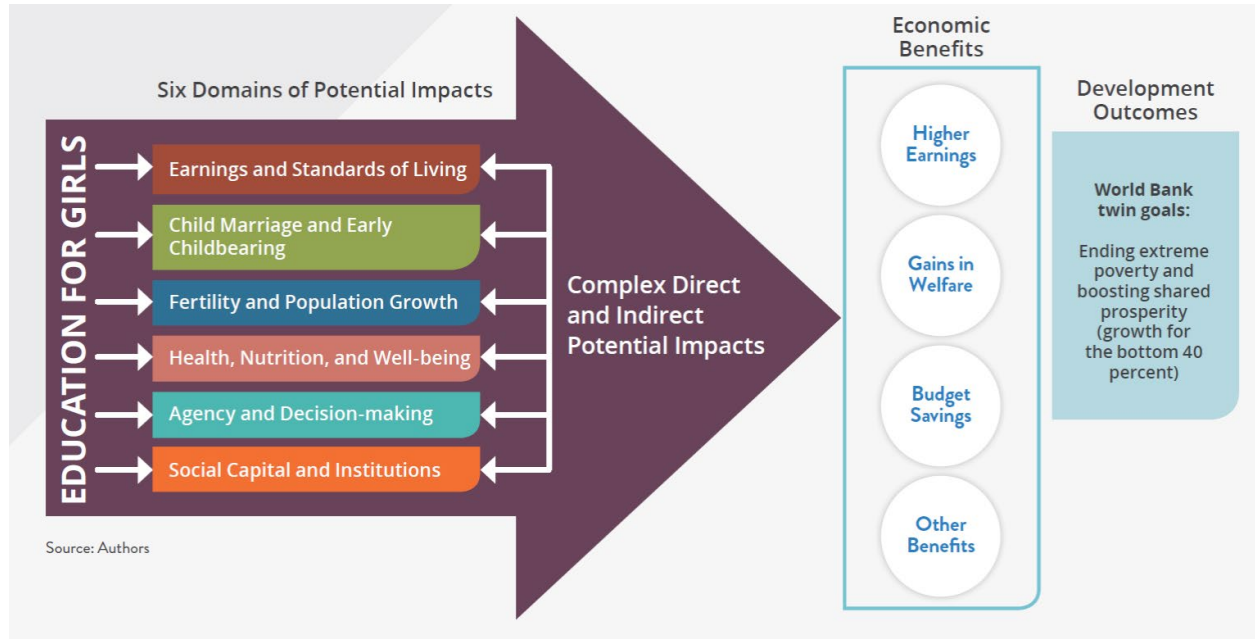 Six Domains of Potential Impacts
EDUCATION FOR GIRLS
Earnings and Standards of Living
Child Marriage and Early
Childbearing
Fertility and Population Growth
Health, Nutrition, and Well-being
Agency and Decision-making
Social Capital and Institutions
Complex Direct
and Indirect
Potential Impacts
Economic
Benefits
Higher
Earnings
Gains in
Welfare
Budget
Savings
Other
Benefits
Development
Outcomes
World Bank
twin goals:
Ending extreme
poverty and
boosting shared
prosperity
(growth for
the bottom 40
percent)
Source: Authors